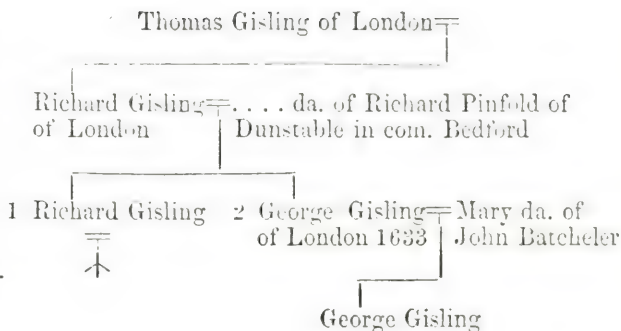 Thomas Gisling of London
Richard Gisling . . . . da. of Richard Pinfold of
of London Dunstable in com. Bedford
1 Richard Gisling 2 George Gisling Mary da. of
of London 1633 John Batcheler
George Gisling